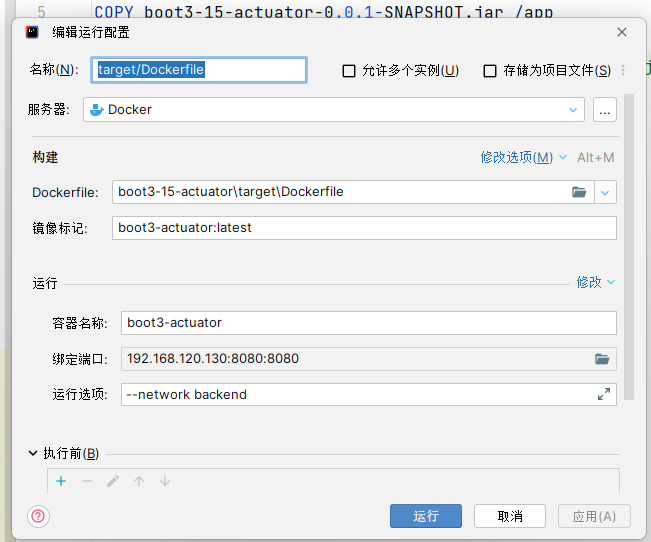 5 COPY boot3-15-actuator-0.0.1-SNAPSHOT.jar /app
编辑运行配置
名称(N): target/Dockerfile 允许多个实例(U) 存储为项目文件(S)
服务器: Docker ...
构建 修改选项(M) Alt+M
Dockerfile: boot3-15-actuator\target\Dockerfile
镜像标记: boot3-actuator:latest
运行 修改
容器名称: boot3-actuator
绑定端口: 192.168.120.130:8080:8080
运行选项: --network backend
执行前(B)
运行 取消 应用(A)